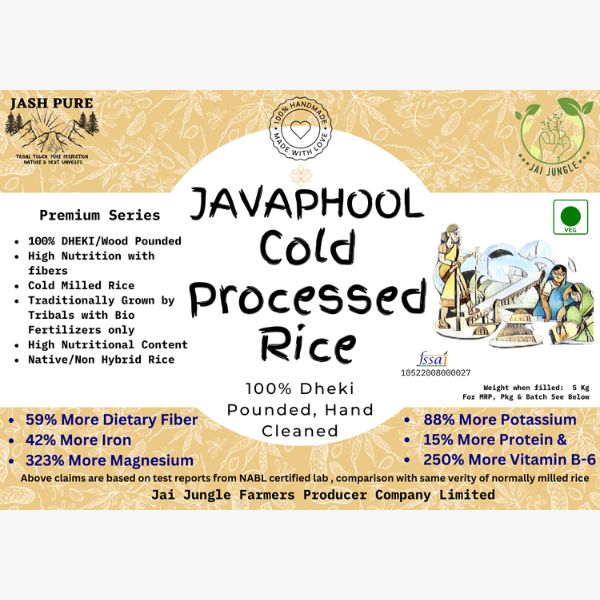 JASH PURE
TRIBAL TOUCH, PURE PERFECTION
NATURE'S BEST UNVEILED
100% HANDMADE
MADE WITH LOVE
JAI JUNGLE
JAVAPHOOL
Cold
Processed
Rice
100% Dheki
Pounded, Hand
Cleaned
Premium Series
• 100% DHEKI/Wood Pounded
• High Nutrition with
fibers
• Cold Milled Rice
• Traditionally Grown by
Tribals with Bio
Fertilizers only
• High Nutritional Content
• Native/Non Hybrid Rice
VEG
fssai
10522008000027
Weight when filled: 5 Kg
For MRP, Pkg & Batch See Below
• 59% More Dietary Fiber
• 42% More Iron
• 323% More Magnesium
• 88% More Potassium
• 15% More Protein &
• 250% More Vitamin B-6
Above claims are based on test reports from NABL certified lab , comparison with same verity of normally milled rice
Jai Jungle Farmers Producer Company Limited